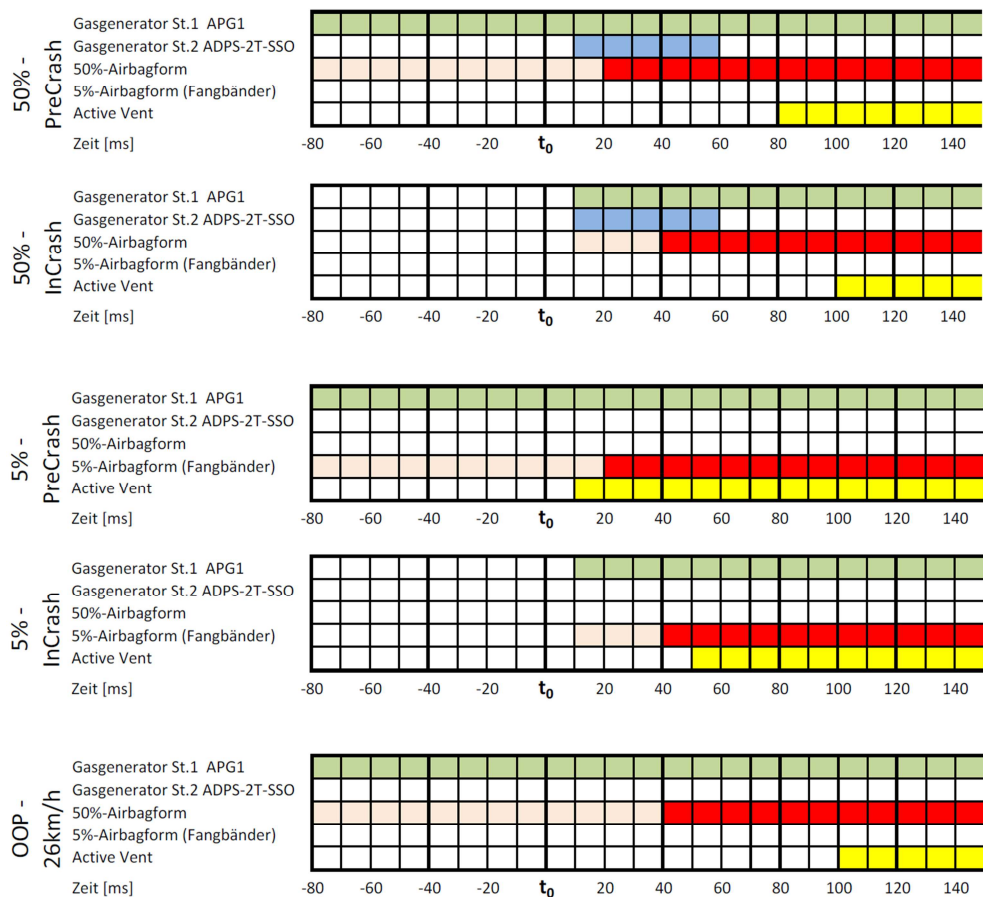 50% -
PreCrash
Gasgenerator St.1 APG1
Gasgenerator St.2 ADPS-2T-SSO
50%-Airbagform
5%-Airbagform (Fangbänder)
Active Vent
Zeit [ms] -80 -60 -40 -20 t0 20 40 60 80 100 120 140
50% -
InCrash
Gasgenerator St.1 APG1
Gasgenerator St.2 ADPS-2T-SSO
50%-Airbagform
5%-Airbagform (Fangbänder)
Active Vent
Zeit [ms] -80 -60 -40 -20 t0 20 40 60 80 100 120 140
5% -
PreCrash
Gasgenerator St.1 APG1
Gasgenerator St.2 ADPS-2T-SSO
50%-Airbagform
5%-Airbagform (Fangbänder)
Active Vent
Zeit [ms] -80 -60 -40 -20 t0 20 40 60 80 100 120 140
5% -
InCrash
Gasgenerator St.1 APG1
Gasgenerator St.2 ADPS-2T-SSO
50%-Airbagform
5%-Airbagform (Fangbänder)
Active Vent
Zeit [ms] -80 -60 -40 -20 t0 20 40 60 80 100 120 140
OOP -
26km/h
Gasgenerator St.1 APG1
Gasgenerator St.2 ADPS-2T-SSO
50%-Airbagform
5%-Airbagform (Fangbänder)
Active Vent
Zeit [ms] -80 -60 -40 -20 t0 20 40 60 80 100 120 140